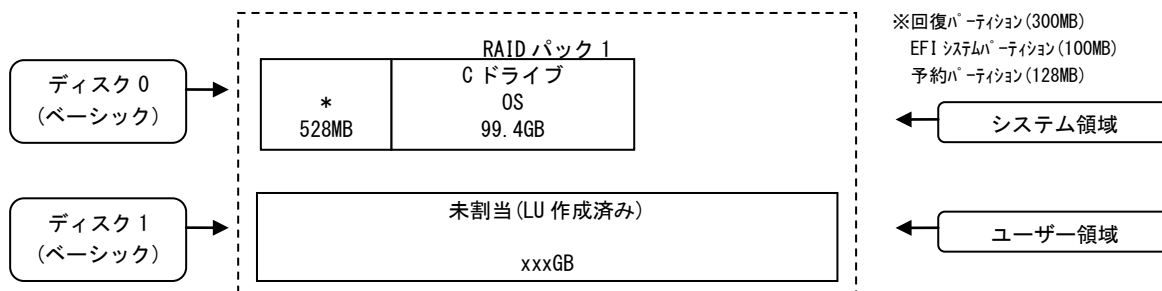 ※回復ﾊﾟｰﾃｨｼｮﾝ(300MB)
EFI ｼｽﾃﾑﾊﾟｰﾃｨｼｮﾝ(100MB)
予約ﾊﾟｰﾃｨｼｮﾝ(128MB)
RAID パック 1
ディスク 0
(ベーシック)
*
528MB
C ドライブ
OS
99.4GB
システム領域
ディスク 1
(ベーシック)
未割当(LU 作成済み)
xxxGB
ユーザー領域